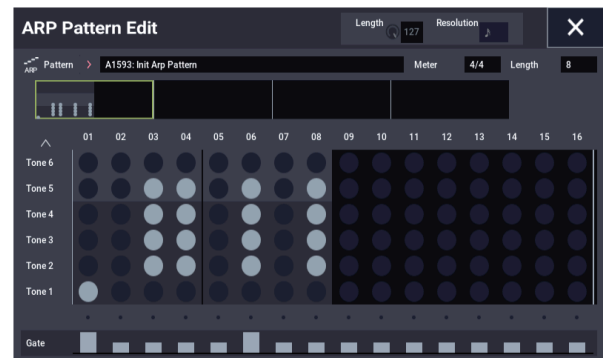 ARP Pattern Edit Length 127 Resolution
ARP Pattern > A1593: Init Arp Pattern Meter 4/4 Length 8
01 02 03 04 05 06 07 08 09 10 11 12 13 14 15 16
Tone 6
Tone 5
Tone 4
Tone 3
Tone 2
Tone 1
Gate